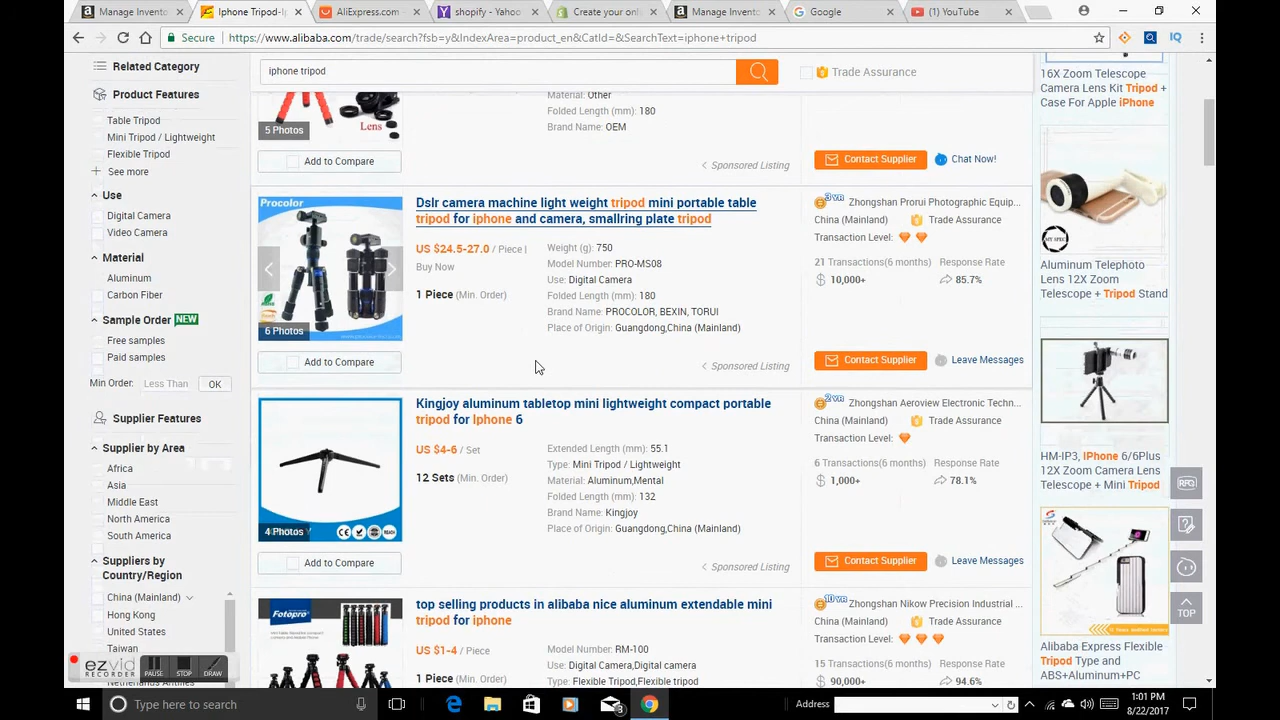 Manage Invento
Iphone Tripod-I
AliExpress.com
shopify - Yahoo
Create your onli
Manage Invento
Google
(1) YouTube
Secure
https://www.alibaba.com/trade/search?fsb=y&IndexArea=product_en&CatId=&SearchText=iphone+tripod
IQ
Related Category
Product Features
Table Tripod
Mini Tripod / Lightweight
Flexible Tripod
See more
Use
Digital Camera
Video Camera
Material
Aluminum
Carbon Fiber
Sample Order NEW
Free samples
Paid samples
Min Order: Less Than OK
Supplier Features
Supplier by Area
Africa
Asia
Middle East
North America
South America
Suppliers by
Country/Region
China (Mainland)
Hong Kong
United States
Taiwan
Netherlands Antilles
ezvid
RECORDER
PAUSE STOP DRAW
iphone tripod
Trade Assurance
5 Photos
Lens
Add to Compare
Material: Other
Folded Length (mm): 180
Brand Name: OEM
Sponsored Listing
Contact Supplier
Chat Now!
Procolor
6 Photos
Add to Compare
Dslr camera machine light weight tripod mini portable table
tripod for iphone and camera, smallring plate tripod
US $24.5-27.0 / Piece |
Buy Now
1 Piece (Min. Order)
Weight (g): 750
Model Number: PRO-MS08
Use: Digital Camera
Folded Length (mm): 180
Brand Name: PROCOLOR, BEXIN, TORUI
Place of Origin: Guangdong,China (Mainland)
Sponsored Listing
3 YR Zhongshan Prorui Photographic Equip...
China (Mainland) Trade Assurance
Transaction Level:
21 Transactions(6 months) Response Rate
10,000+ 85.7%
Contact Supplier
Leave Messages
4 Photos
Add to Compare
Kingjoy aluminum tabletop mini lightweight compact portable
tripod for Iphone 6
US $4-6 / Set
12 Sets (Min. Order)
Extended Length (mm): 55.1
Type: Mini Tripod / Lightweight
Material: Aluminum,Mental
Folded Length (mm): 132
Brand Name: Kingjoy
Place of Origin: Guangdong,China (Mainland)
Sponsored Listing
2 YR Zhongshan Aeroview Electronic Techn...
China (Mainland) Trade Assurance
Transaction Level:
6 Transactions(6 months) Response Rate
1,000+ 78.1%
Contact Supplier
Leave Messages
Fotopro
top selling products in alibaba nice aluminum extendable mini
tripod for iphone
US $1-4 / Piece
1 Piece (Min. Order)
Model Number: RM-100
Use: Digital Camera,Digital camera
Type: Flexible Tripod,Flexible tripod
10 YR Zhongshan Nikow Precision Industrial ...
China (Mainland) Trade Assurance
Transaction Level:
15 Transactions(6 months) Response Rate
90,000+ 94.6%
16X Zoom Telescope
Camera Lens Kit Tripod +
Case For Apple iPhone
MY SPEC
Aluminum Telephoto
Lens 12X Zoom
Telescope + Tripod Stand
HM-IP3, IPhone 6/6Plus
12X Zoom Camera Lens
Telescope + Mini Tripod
Alibaba Express Flexible
Tripod Type and
ABS+Aluminum+PC
RFQ
TOP
Type here to search
3
Address
1:01 PM
8/22/2017